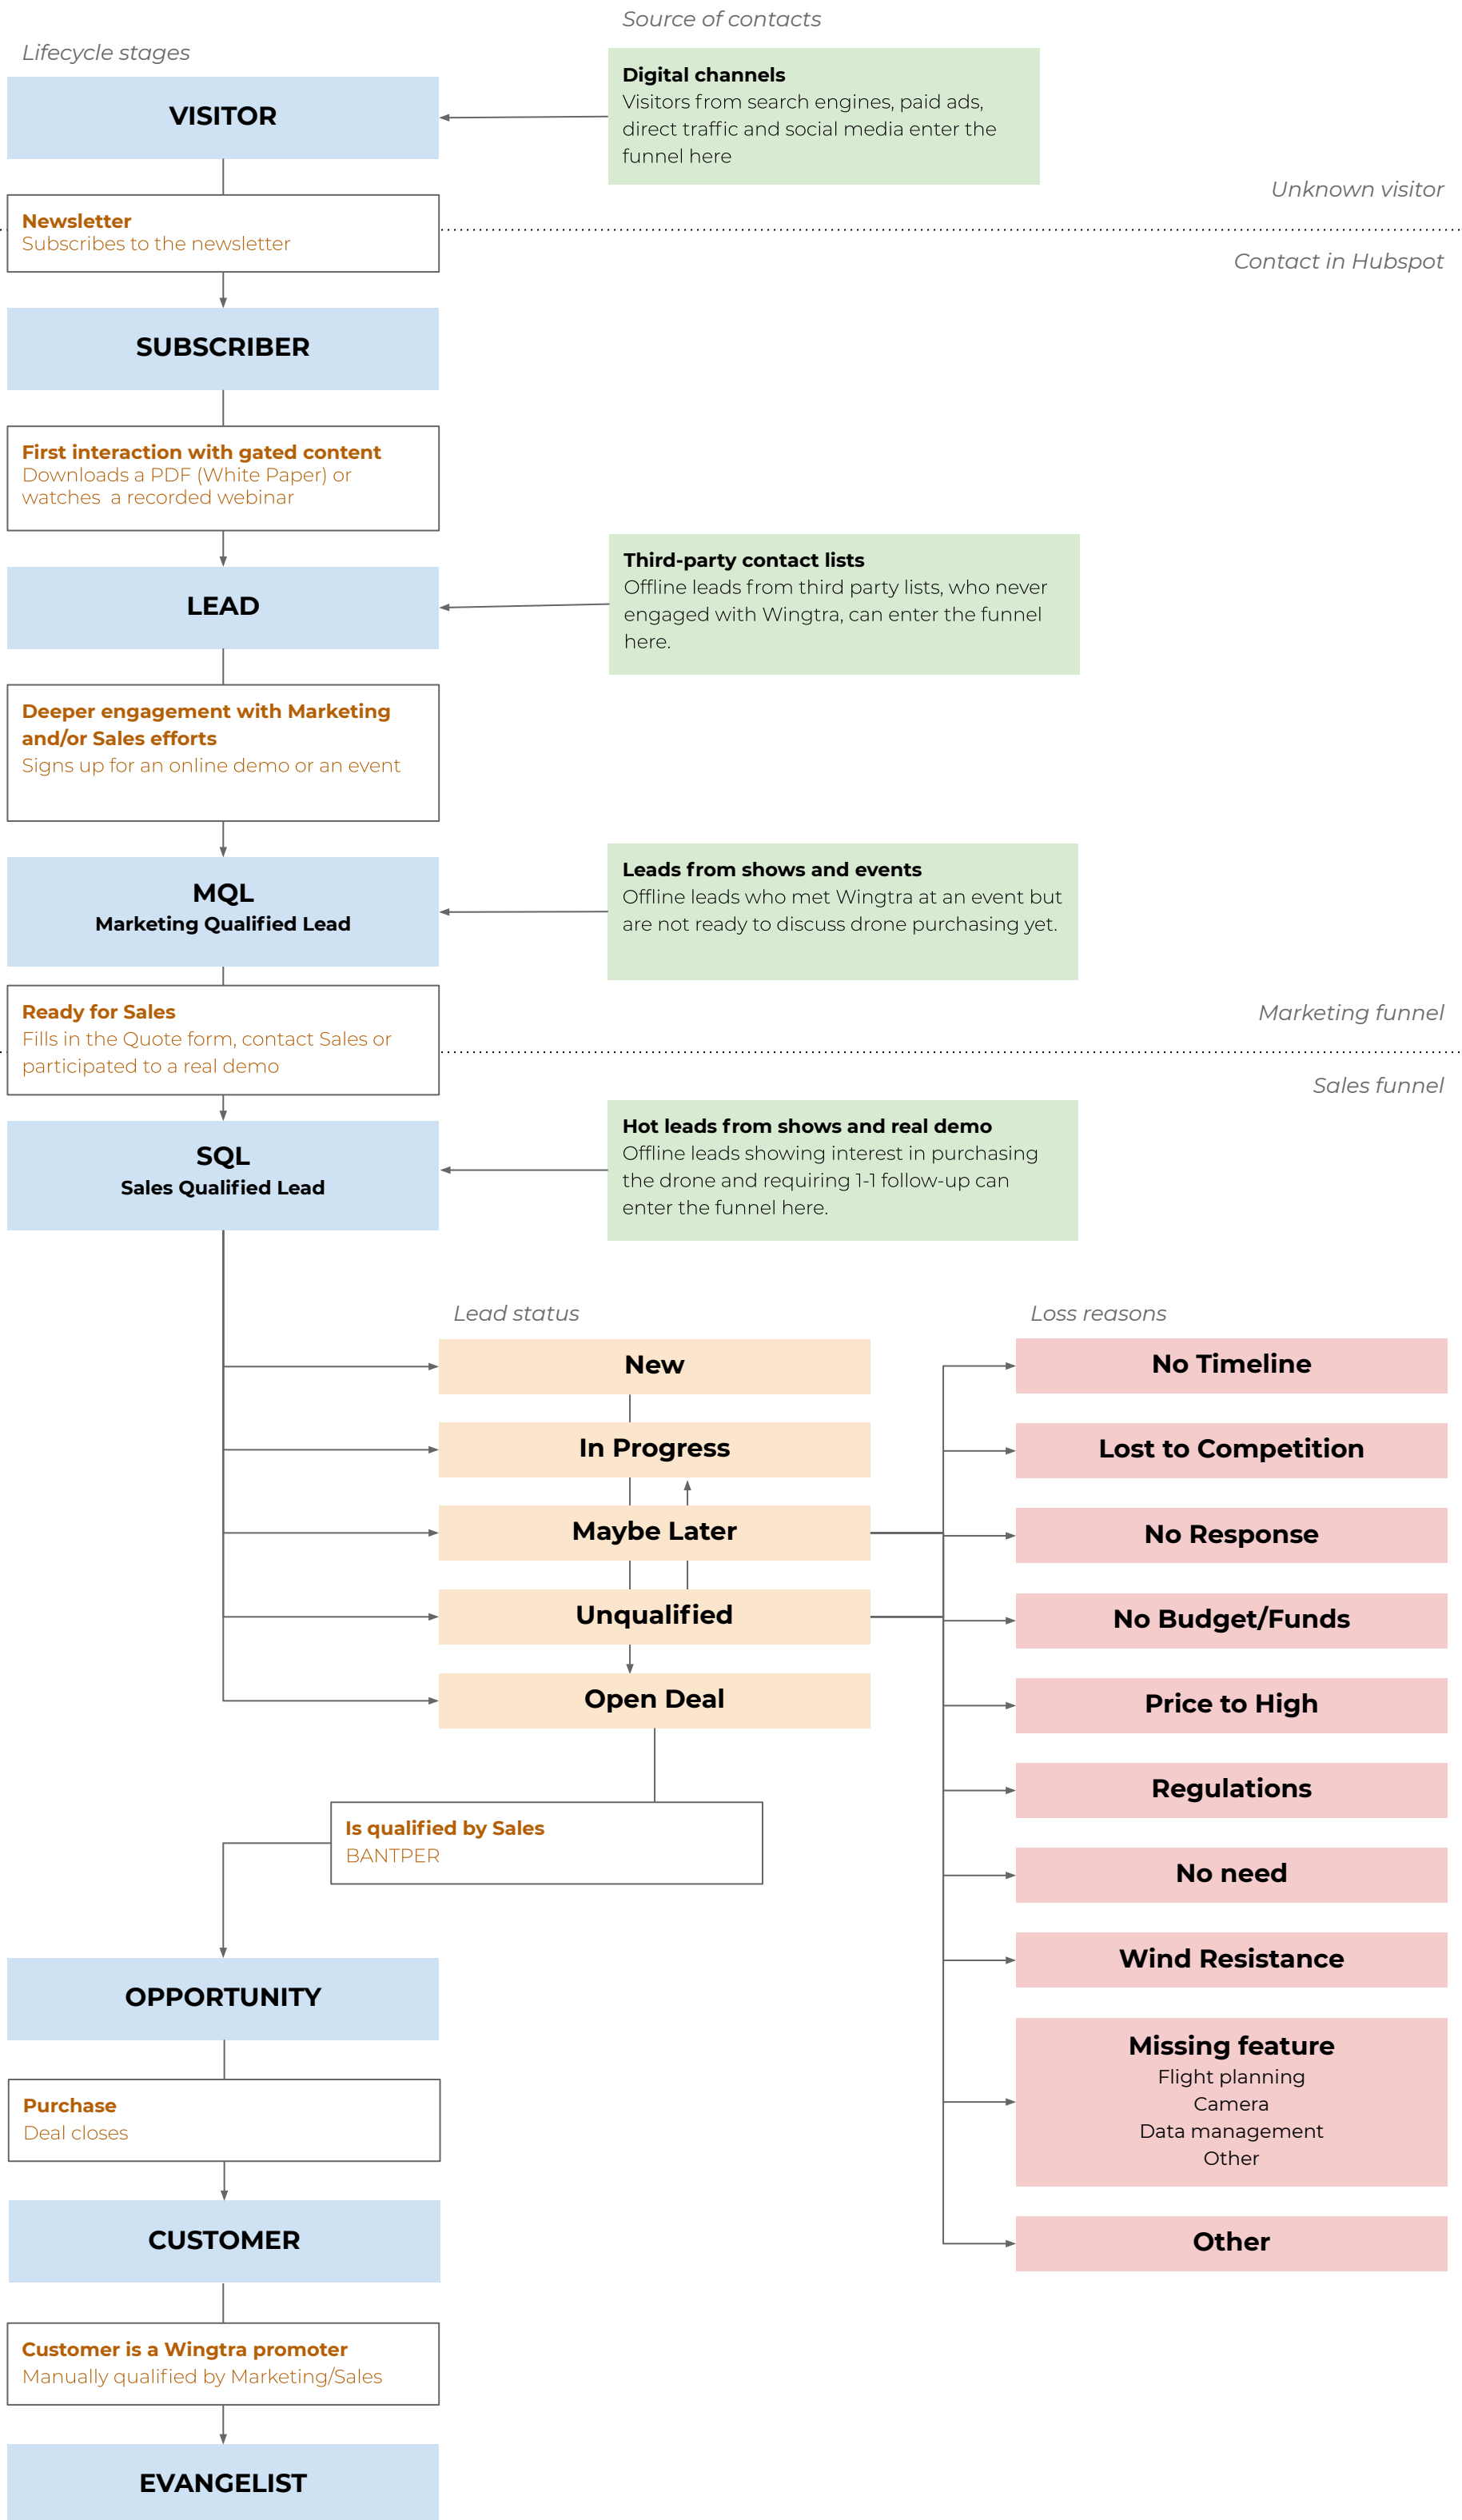 Source of contacts
Lifecycle stages
Digital channels
Visitors from search engines, paid ads,
direct traffic and social media enter the
funnel here
VISITOR
Unknown visitor
Newsletter
Subscribes to the newsletter
Contact in Hubspot
SUBSCRIBER
First interaction with gated content
Downloads a PDF (White Paper) or
watches a recorded webinar
Third-party contact lists
Offline leads from third party lists, who never
engaged with Wingtra, can enter the funnel
here.
LEAD
Deeper engagement with Marketing
and/or Sales efforts
Signs up for an online demo or an event
Leads from shows and events
Offline leads who met Wingtra at an event but
are not ready to discuss drone purchasing yet.
MQL
Marketing Qualified Lead
Marketing funnel
Ready for Sales
Fills in the Quote form, contact Sales or
participated to a real demo
Sales funnel
Hot leads from shows and real demo
Offline leads showing interest in purchasing
the drone and requiring 1-1 follow-up can
enter the funnel here.
SQL
Sales Qualified Lead
Lead status
New
In Progress
Maybe Later
Unqualified
Open Deal
Loss reasons
No Timeline
Lost to Competition
No Response
No Budget/Funds
Price to High
Regulations
No need
Wind Resistance
Missing feature
Flight planning
Camera
Data management
Other
Other
Is qualified by Sales
BANTPER
OPPORTUNITY
Purchase
Deal closes
CUSTOMER
Customer is a Wingtra promoter
Manually qualified by Marketing/Sales
EVANGELIST